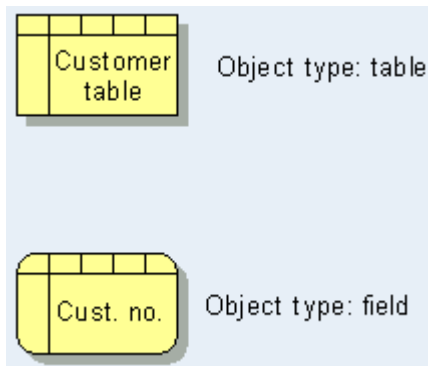 Customer
table
Object type: table
Cust. no.
Object type: field